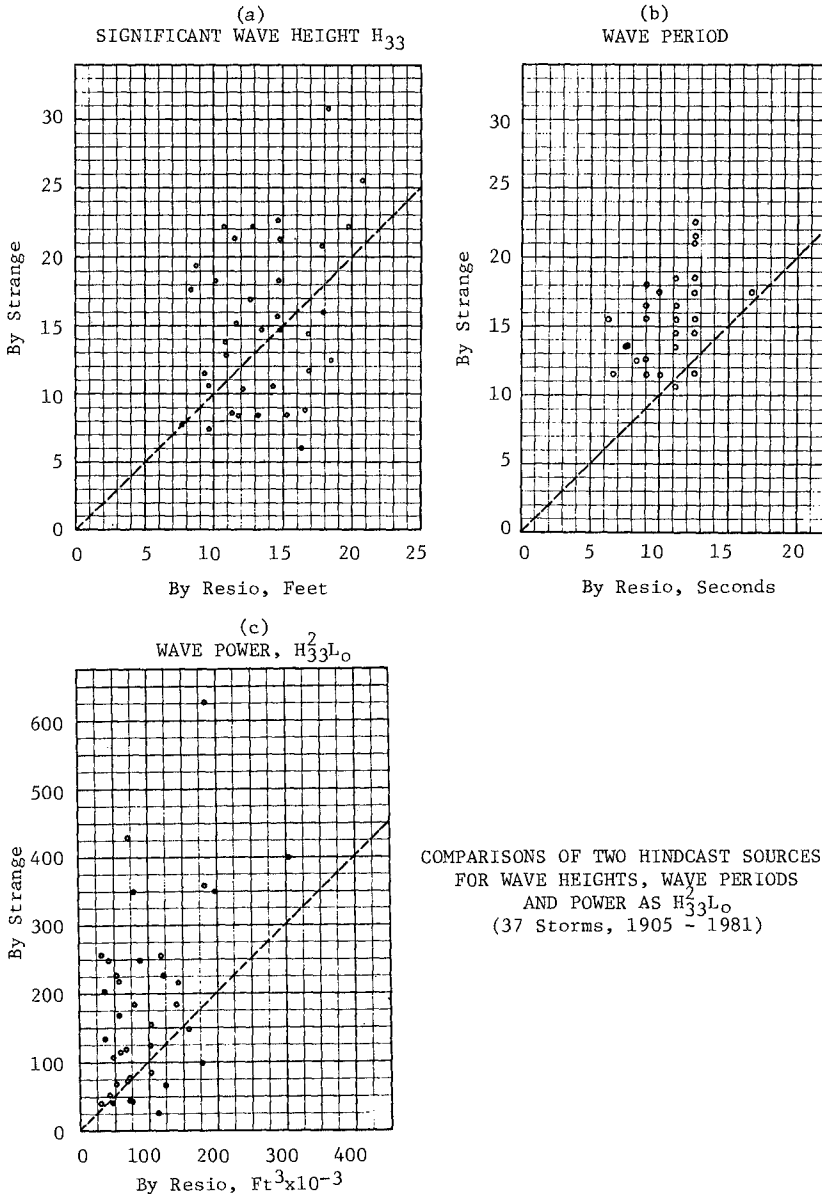 (a)
SIGNIFICANT WAVE HEIGHT H33
30
25
20
15
10
5
0
By Strange
0 5 10 15 20 25
By Resio, Feet
(b)
WAVE PERIOD
30
25
20
15
10
5
0
By Strange
5 10 15 20
By Resio, Seconds
(c)
WAVE POWER, H²33Lo
600
500
400
300
200
100
0
By Strange
0 100 200 300 400
By Resio, Ft³x10⁻³
COMPARISONS OF TWO HINDCAST SOURCES
FOR WAVE HEIGHTS, WAVE PERIODS
AND POWER AS H²33Lo
(37 Storms, 1905 - 1981)